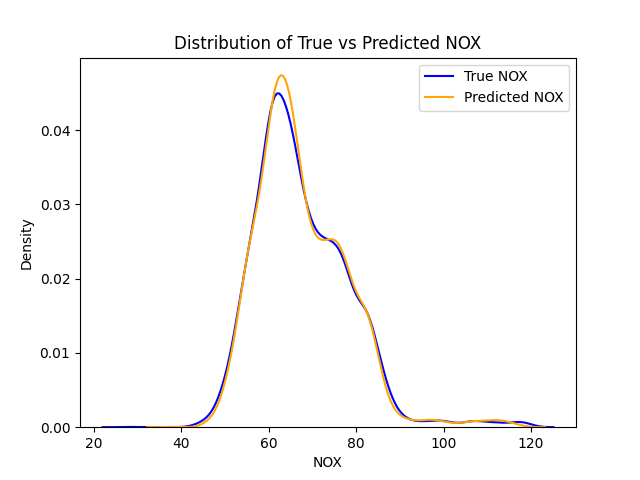 Distribution of True vs Predicted NOX
True NOX
Predicted NOX
Density
0.04
0.03
0.02
0.01
0.00
20 40 60 80 100 120
NOX